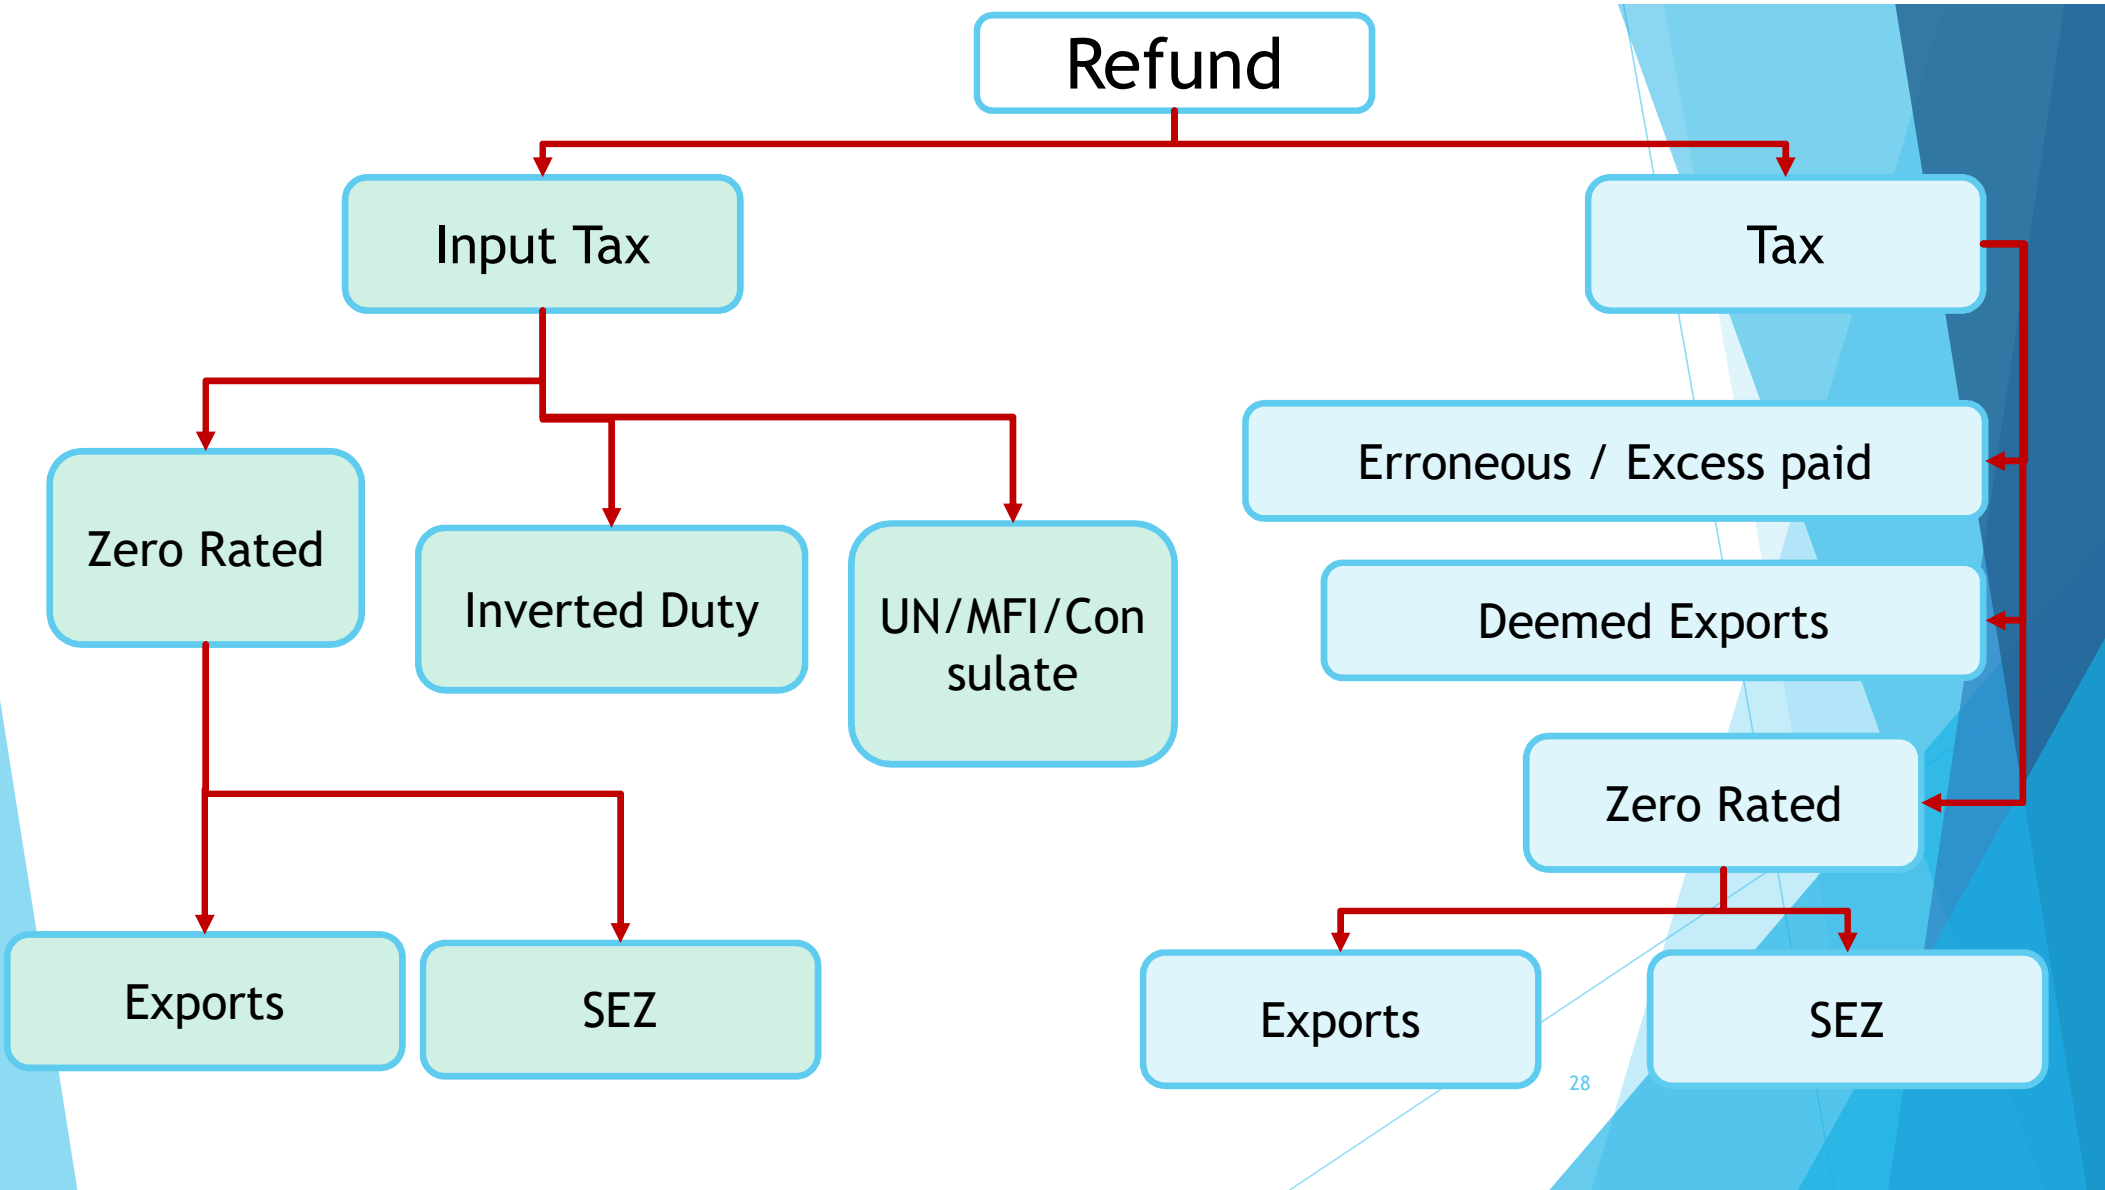 Refund
Input Tax
Tax
Erroneous / Excess paid
Zero Rated
Inverted Duty
UN/MFI/Con
sulate
Deemed Exports
Zero Rated
Exports
SEZ
Exports
SEZ
28